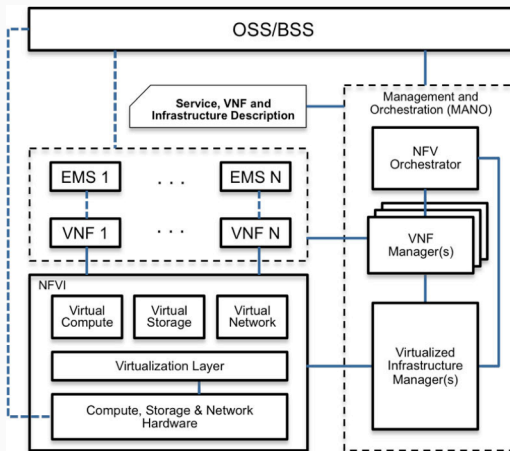 OSS/BSS
Service, VNF and
Infrastructure Description
Management and
Orchestration (MANO)
NFV
Orchestrator
EMS 1
. . .
EMS N
VNF 1
. . .
VNF N
VNF
Manager(s)
NFVI
Virtual
Compute
Virtual
Storage
Virtual
Network
Virtualization Layer
Compute, Storage & Network
Hardware
Virtualized
Infrastructure
Manager(s)